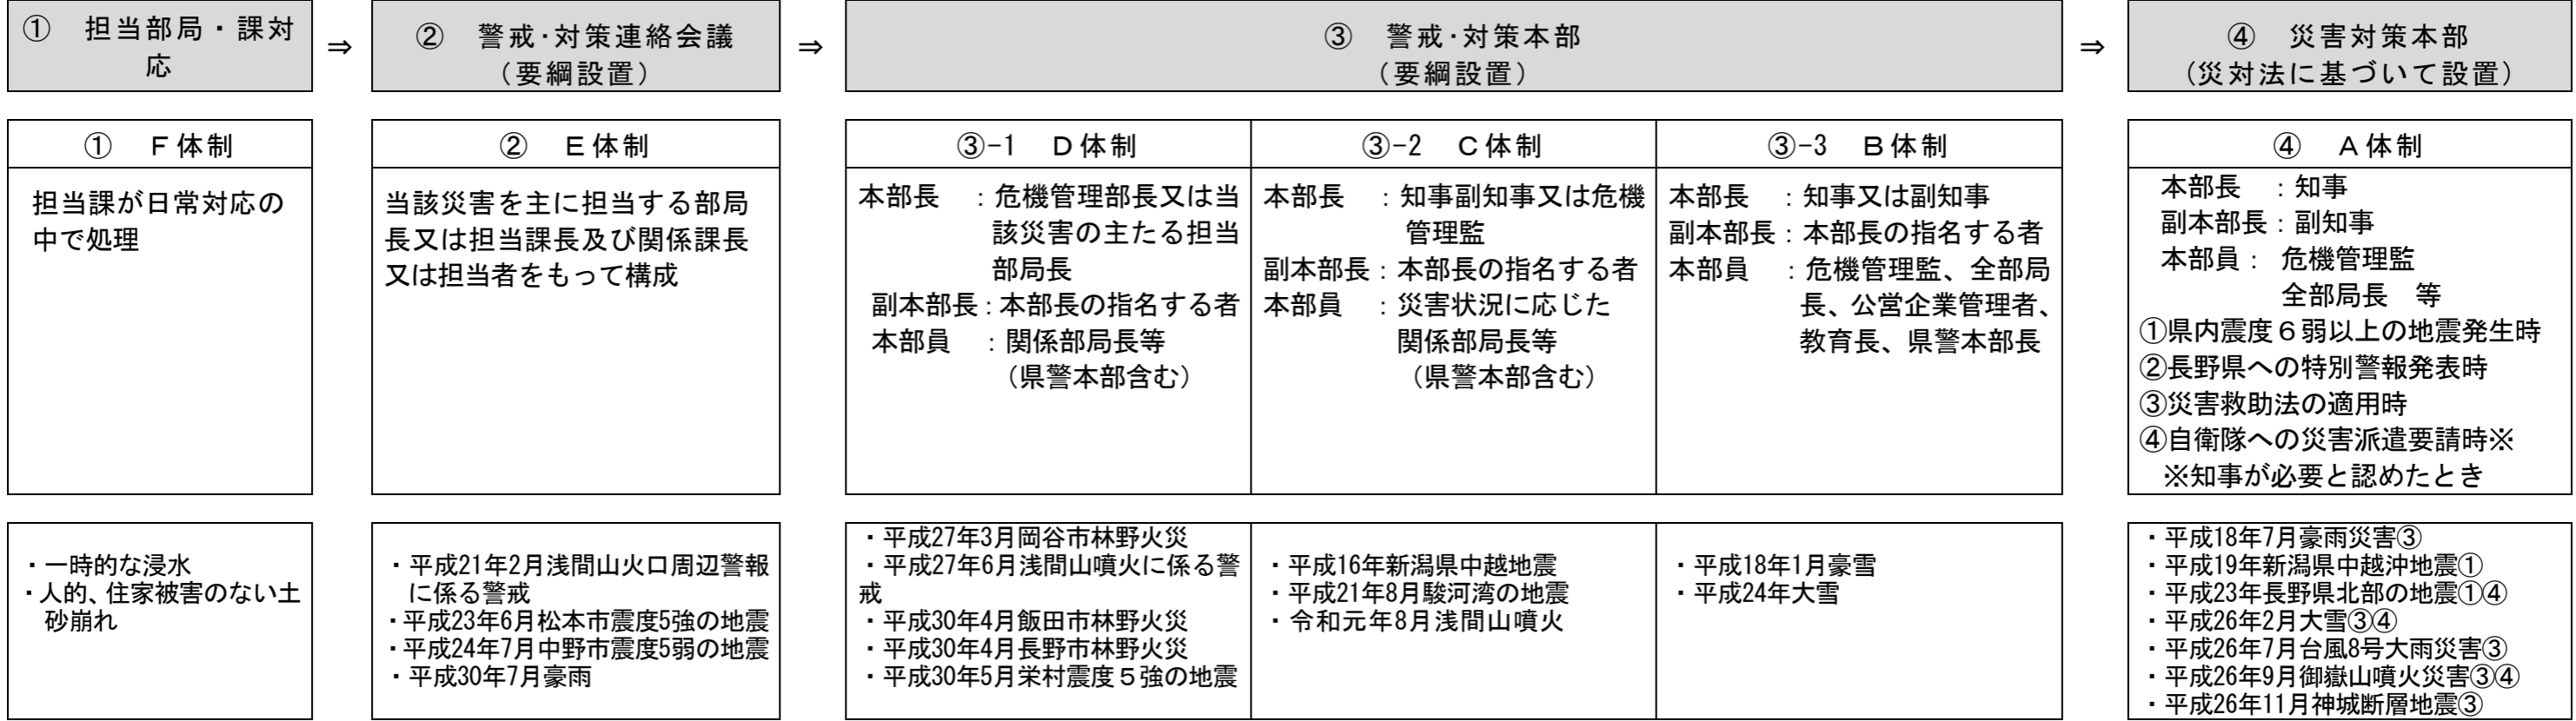 ① 担当部局・課対
応
⇒
② 警戒・対策連絡会議
（要綱設置）
⇒
③ 警戒・対策本部
（要綱設置）
⇒
④ 災害対策本部
（災対法に基づいて設置）
① Ｆ体制
担当課が日常対応の
中で処理
② Ｅ体制
当該災害を主に担当する部局
長又は担当課長及び関係課長
又は担当者をもって構成
③-1 Ｄ体制
本部長 ：危機管理部長又は当
該災害の主たる担当
部局長
副本部長：本部長の指名する者
本部員 ：関係部局長等
（県警本部含む）
③-2 Ｃ体制
本部長 ：知事副知事又は危機
管理監
副本部長：本部長の指名する者
本部員 ：災害状況に応じた
関係部局長等
（県警本部含む）
③-3 Ｂ体制
本部長 ：知事又は副知事
副本部長：本部長の指名する者
本部員 ：危機管理監、全部局
長、公営企業管理者、
教育長、県警本部長
④ Ａ体制
本部長 ：知事
副本部長：副知事
本部員： 危機管理監
全部局長 等
①県内震度６弱以上の地震発生時
②長野県への特別警報発表時
③災害救助法の適用時
④自衛隊への災害派遣要請時※
※知事が必要と認めたとき
・一時的な浸水
・人的、住家被害のない土
砂崩れ
・平成21年2月浅間山火口周辺警報
に係る警戒
・平成23年6月松本市震度5強の地震
・平成24年7月中野市震度5弱の地震
・平成30年7月豪雨
・平成27年3月岡谷市林野火災
・平成27年6月浅間山噴火に係る警
戒
・平成30年4月飯田市林野火災
・平成30年4月長野市林野火災
・平成30年5月栄村震度５強の地震
・平成16年新潟県中越地震
・平成21年8月駿河湾の地震
・令和元年8月浅間山噴火
・平成18年1月豪雪
・平成24年大雪
・平成18年7月豪雨災害③
・平成19年新潟県中越沖地震①
・平成23年長野県北部の地震①④
・平成26年2月大雪③④
・平成26年7月台風8号大雨災害③
・平成26年9月御嶽山噴火災害③④
・平成26年11月神城断層地震③